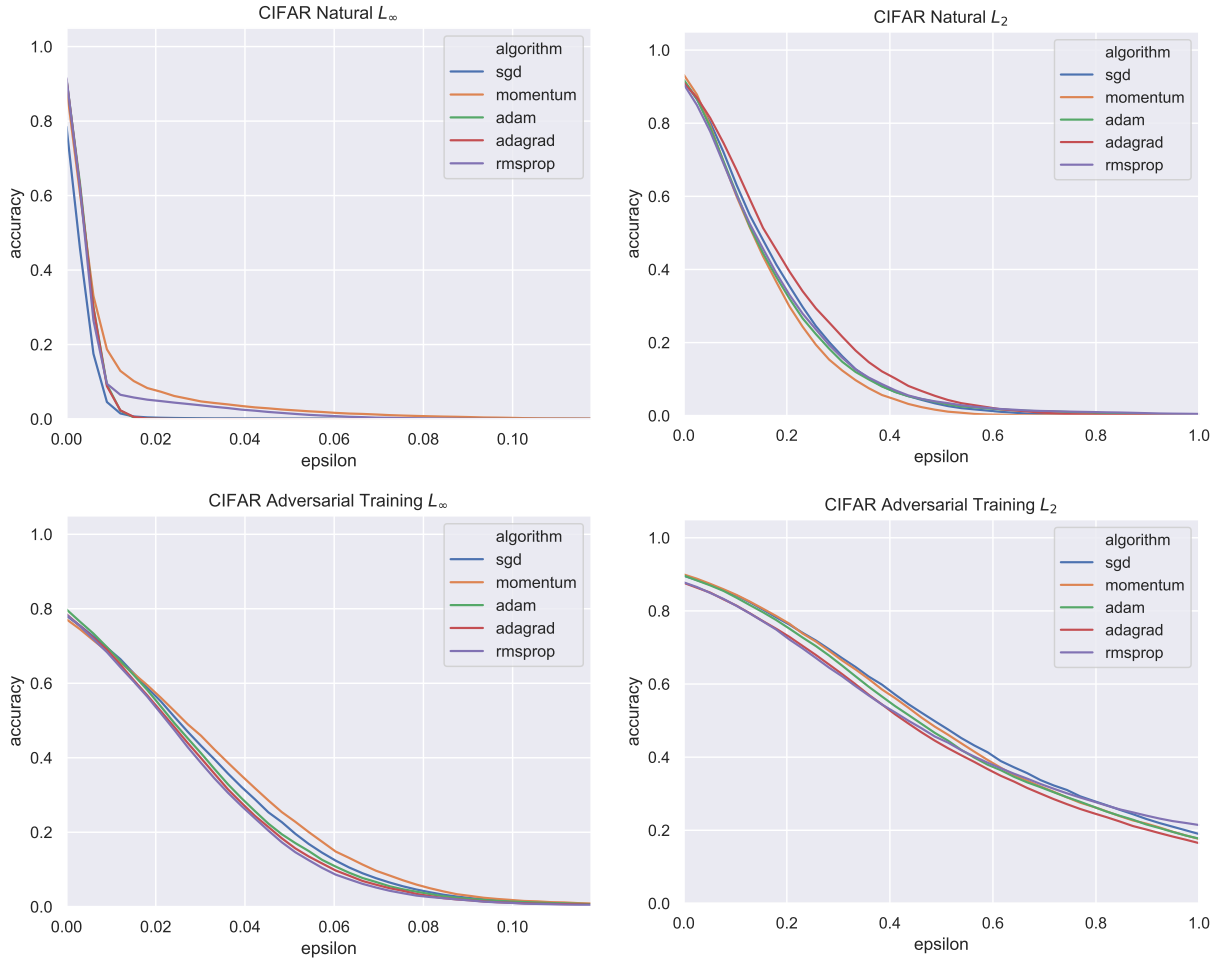 CIFAR Natural L∞
1.0
0.8
0.6
0.4
0.2
0.0
accuracy
0.00 0.02 0.04 0.06 0.08 0.10
epsilon
algorithm
sgd
momentum
adam
adagrad
rmsprop
CIFAR Natural L2
1.0
0.8
0.6
0.4
0.2
0.0
accuracy
0.0 0.2 0.4 0.6 0.8 1.0
epsilon
algorithm
sgd
momentum
adam
adagrad
rmsprop
CIFAR Adversarial Training L∞
1.0
0.8
0.6
0.4
0.2
0.0
accuracy
0.00 0.02 0.04 0.06 0.08 0.10
epsilon
algorithm
sgd
momentum
adam
adagrad
rmsprop
CIFAR Adversarial Training L2
1.0
0.8
0.6
0.4
0.2
0.0
accuracy
0.0 0.2 0.4 0.6 0.8 1.0
epsilon
algorithm
sgd
momentum
adam
adagrad
rmsprop